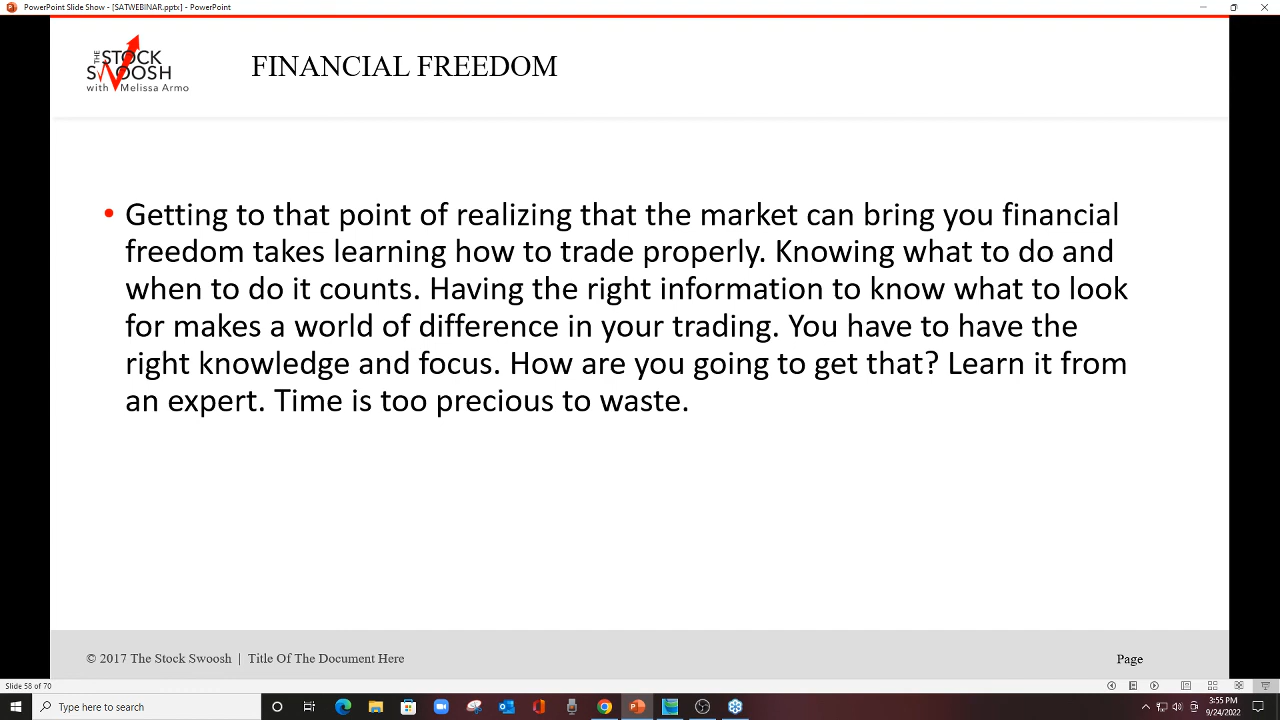 PowerPoint Slide Show - [SATWEBINAR.pptx] - PowerPoint
THE STOCK
SWOOSH
with Melissa Armo
FINANCIAL FREEDOM
• Getting to that point of realizing that the market can bring you financial
freedom takes learning how to trade properly. Knowing what to do and
when to do it counts. Having the right information to know what to look
for makes a world of difference in your trading. You have to have the
right knowledge and focus. How are you going to get that? Learn it from
an expert. Time is too precious to waste.
© 2017 The Stock Swoosh | Title Of The Document Here
Page
Slide 58 of 70
Type here to search
3:55 PM
9/24/2022